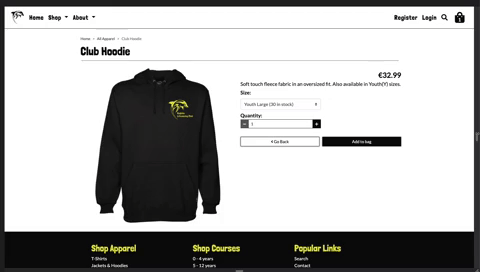 Home Shop About Register Login
Home All Apparel Club Hoodie
Club Hoodie
€32.99
Soft touch fleece fabric in an oversized fit. Also available in Youth(Y) sizes.
Size:
Youth Large (30 in stock)
Quantity:
- 1 +
Go Back Add to bag
Shop Apparel Shop Courses Popular Links
T-Shirts 0 - 4 years Search
Jackets & Hoodies 5 - 12 years Contact